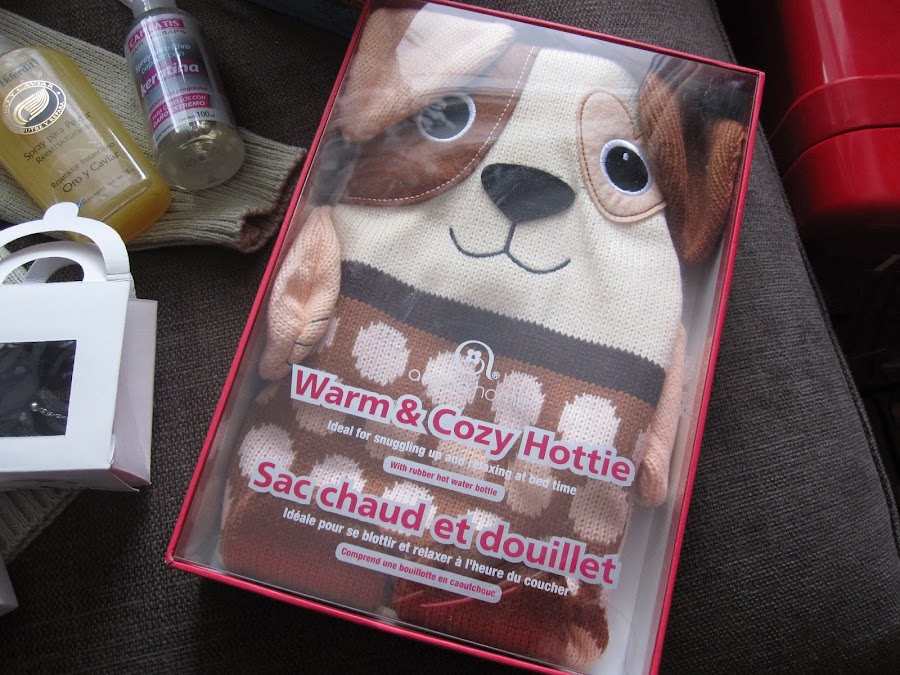 Warm & Cozy Hottie
Ideal for snuggling up and relaxing at bed time
With rubber hot water bottle
Sac chaud et douillet
Idéale pour se blottir et relaxer à l'heure du coucher
Comprend une bouillotte en caoutchouc
keratina
100
Spray para
Oro y Caviar